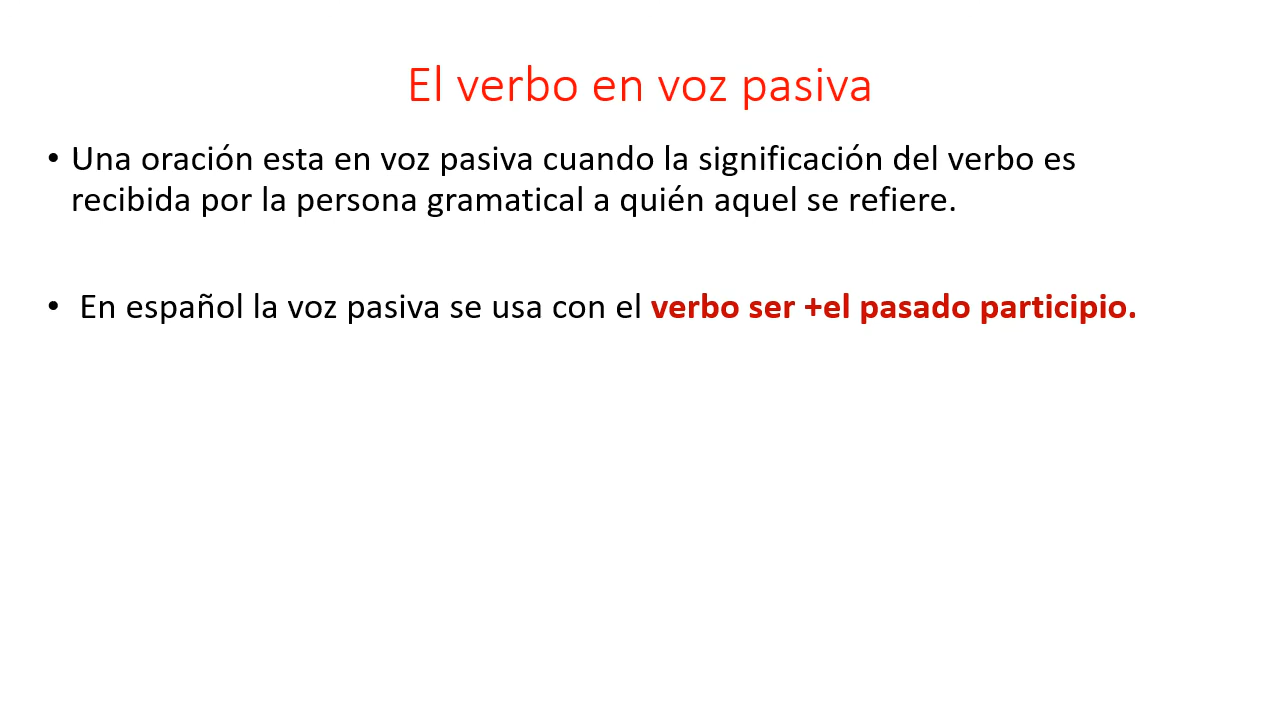 El verbo en voz pasiva
• Una oración esta en voz pasiva cuando la significación del verbo es
recibida por la persona gramatical a quién aquel se refiere.
• En español la voz pasiva se usa con el verbo ser +el pasado participio.